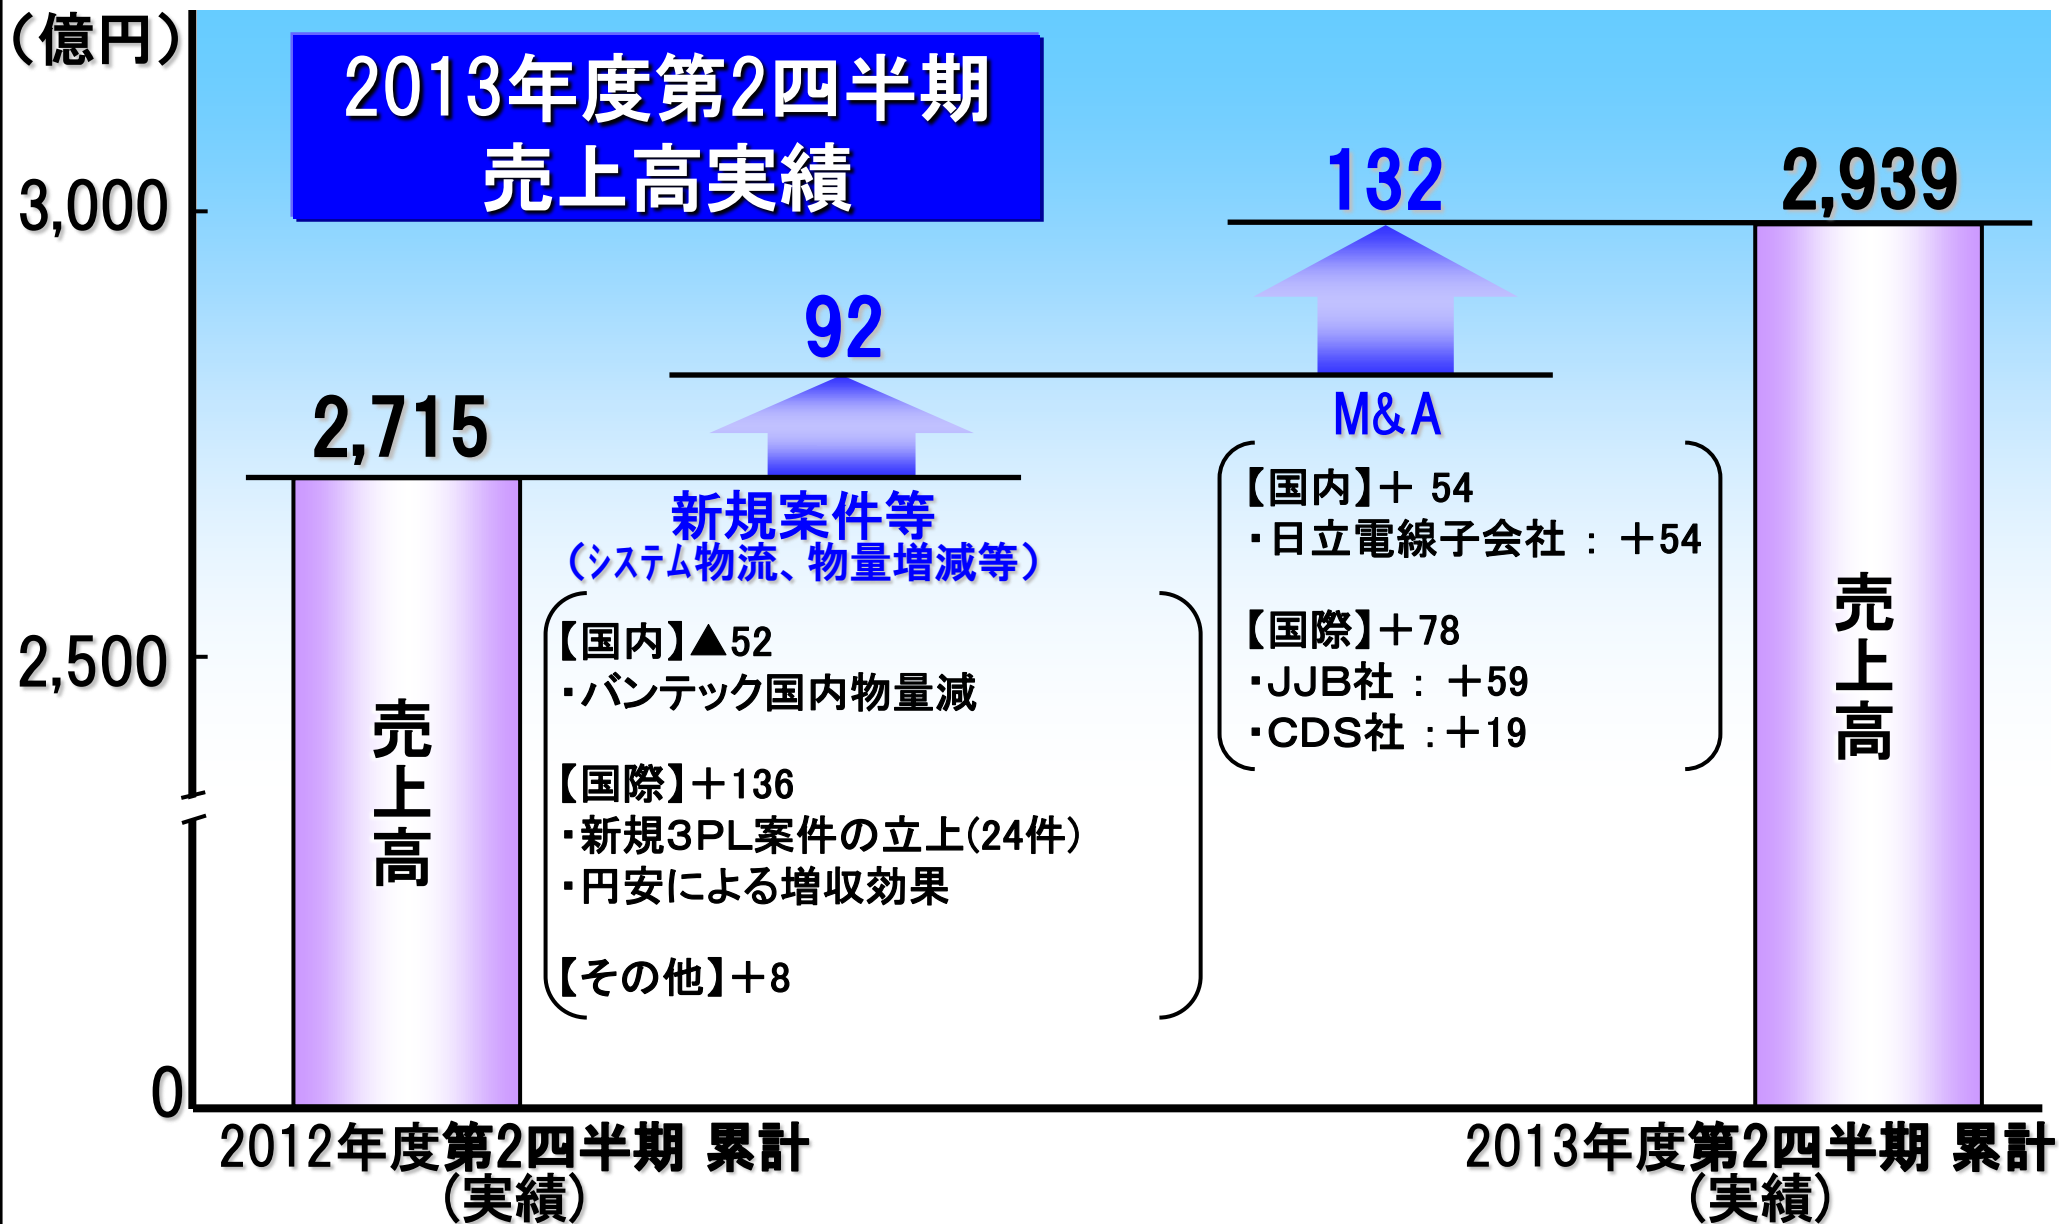 (億円)
2013年度第2四半期
売上高実績
3,000
2,500
0
2,715
売上高
92
新規案件等
(システム物流、物量増減等)
【国内】▲52
・バンテック国内物量減
【国際】＋136
・新規３ＰＬ案件の立上(24件)
・円安による増収効果
【その他】＋8
132
M&A
【国内】＋ 54
・日立電線子会社 ： ＋54
【国際】＋78
・ＪＪＢ社 ： ＋59
・ＣＤＳ社 ：＋19
2,939
売上高
2012年度第2四半期 累計
(実績)
2013年度第2四半期 累計
(実績)